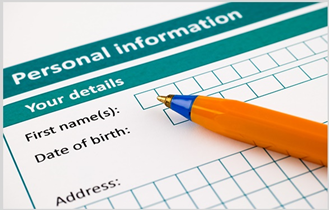 Personal information
Your details
First name(s):
Date of birth:
Address: